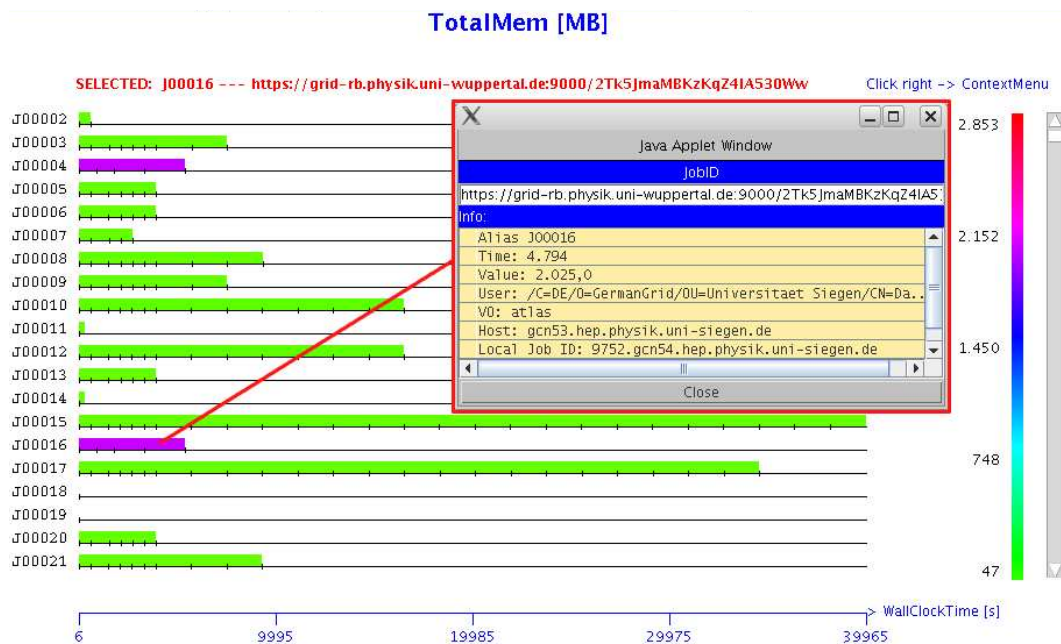 TotalMem [MB]
SELECTED: J00016 --- https://grid-rb.physik.uni-wuppertal.de:9000/2Tk5JmaMBKzKqZ4IA530Ww
Click right -> ContextMenu
J00002
J00003
J00004
J00005
J00006
J00007
J00008
J00009
J00010
J00011
J00012
J00013
J00014
J00015
J00016
J00017
J00018
J00019
J00020
J00021
Java Applet Window
JobID
https://grid-rb.physik.uni-wuppertal.de:9000/2Tk5JmaMBKzKqZ4IA5
Info:
Alias J00016
Time: 4.794
Value: 2.025,0
User: /C=DE/O=GermanGrid/OU=Universitaet Siegen/CN=Da..
VO: atlas
Host: gcn53.hep.physik.uni-siegen.de
Local Job ID: 9752.gcn54.hep.physik.uni-siegen.de
Close
2.853
2.152
1.450
748
47
WallClockTime [s]
6
9995
19985
29975
39965